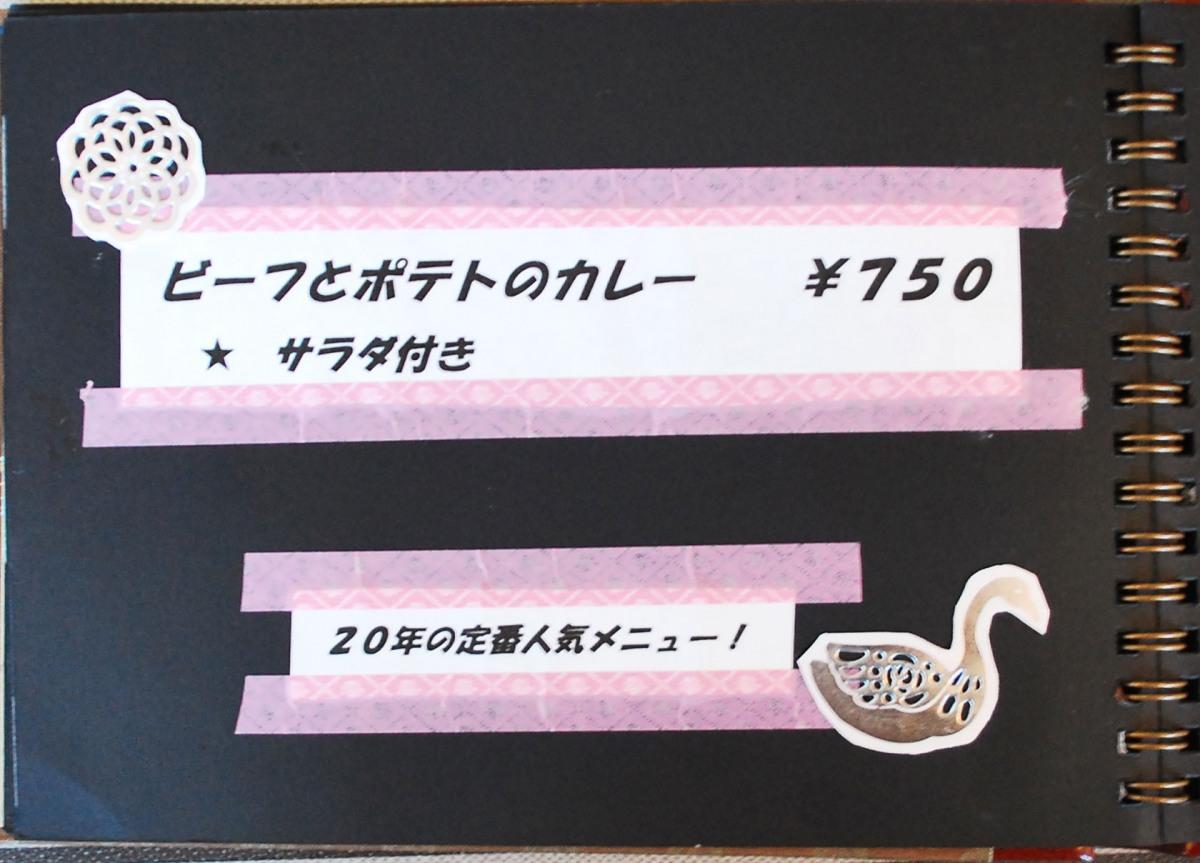 ビーフとポテトのカレー　￥７５０
★　サラダ付き
２０年の定番人気メニュー！